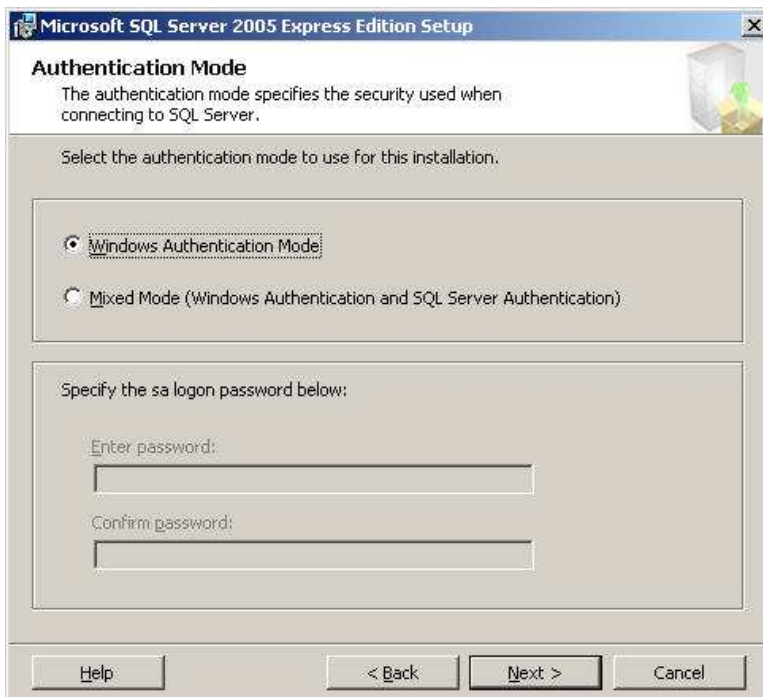 Microsoft SQL Server 2005 Express Edition Setup
Authentication Mode
The authentication mode specifies the security used when
connecting to SQL Server.
Select the authentication mode to use for this installation.
Windows Authentication Mode
Mixed Mode (Windows Authentication and SQL Server Authentication)
Specify the sa logon password below:
Enter password:
Confirm password:
Help
< Back
Next >
Cancel